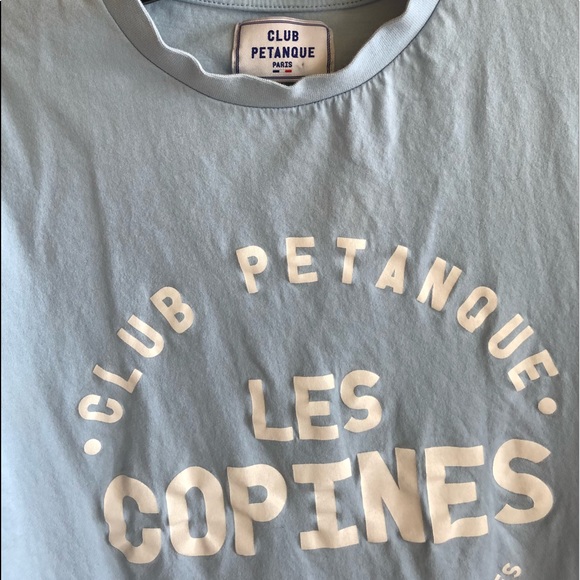 CLUB
PETANQUE
PARIS
• CLUB PETANQUE •
LES
COPINES